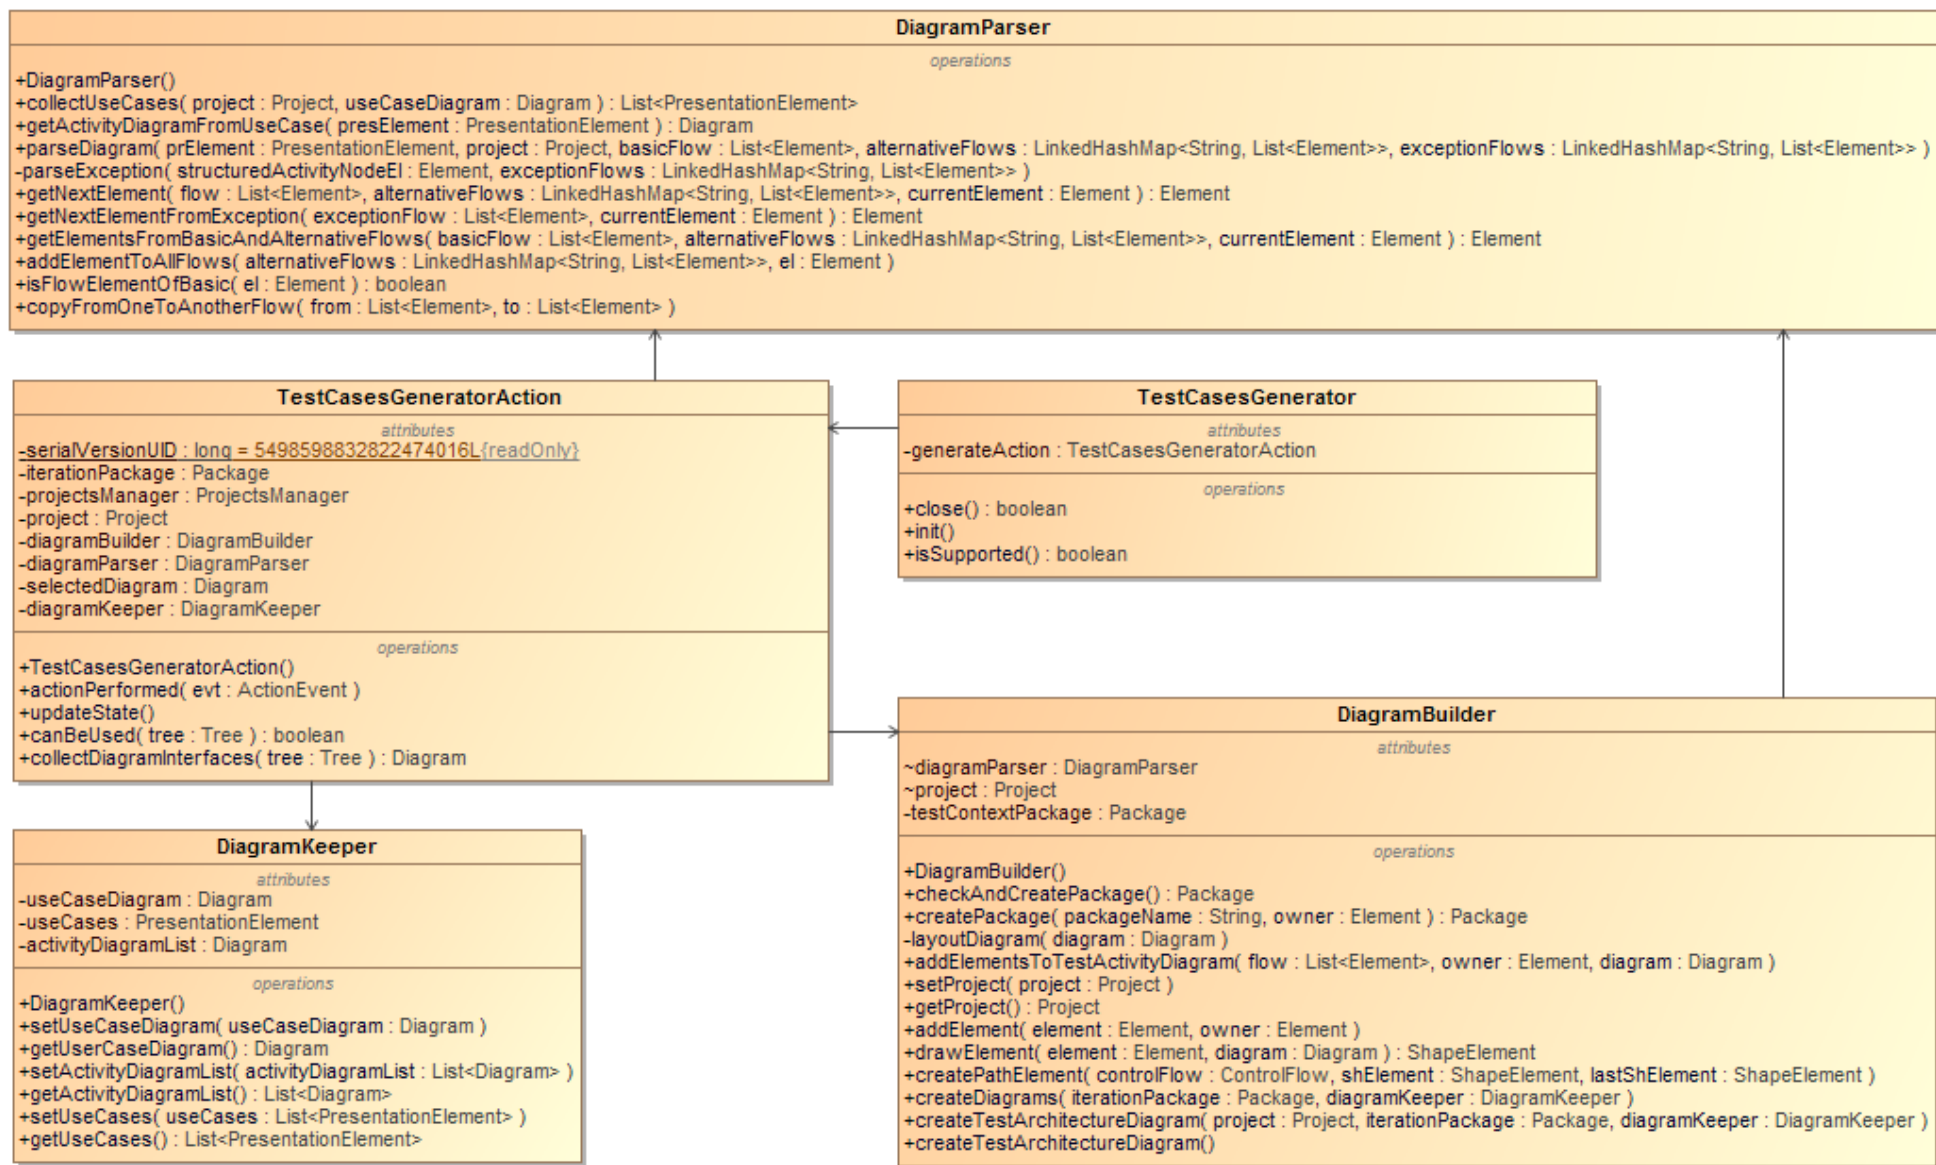 DiagramParser
operations
+DiagramParser()
+collectUseCases( project : Project, useCaseDiagram : Diagram ) : List<PresentationElement>
+getActivityDiagramFromUseCase( presElement : PresentationElement ) : Diagram
+parseDiagram( prElement : PresentationElement, project : Project, basicFlow : List<Element>, alternativeFlows : LinkedHashMap<String, List<Element>>, exceptionFlows : LinkedHashMap<String, List<Element>> )
-parseException( structuredActivityNodeEl : Element, exceptionFlows : LinkedHashMap<String, List<Element>> )
+getNextElement( flow : List<Element>, alternativeFlows : LinkedHashMap<String, List<Element>>, currentElement : Element ) : Element
+getNextElementFromException( exceptionFlow : List<Element>, currentElement : Element ) : Element
+getElementsFromBasicAndAlternativeFlows( basicFlow : List<Element>, alternativeFlows : LinkedHashMap<String, List<Element>>, currentElement : Element ) : Element
+addElementToAllFlows( alternativeFlows : LinkedHashMap<String, List<Element>>, el : Element )
+isFlowElementOfBasic( el : Element ) : boolean
+copyFromOneToAnotherFlow( from : List<Element>, to : List<Element> )
TestCasesGeneratorAction
attributes
-serialVersionUID : long = 5498598832822474016L{readOnly}
-iterationPackage : Package
-projectsManager : ProjectsManager
-project : Project
-diagramBuilder : DiagramBuilder
-diagramParser : DiagramParser
-selectedDiagram : Diagram
-diagramKeeper : DiagramKeeper
operations
+TestCasesGeneratorAction()
+actionPerformed( evt : ActionEvent )
+updateState()
+canBeUsed( tree : Tree ) : boolean
+collectDiagramInterfaces( tree : Tree ) : Diagram
TestCasesGenerator
attributes
-generateAction : TestCasesGeneratorAction
operations
+close() : boolean
+init()
+isSupported() : boolean
DiagramKeeper
attributes
-useCaseDiagram : Diagram
-useCases : PresentationElement
-activityDiagramList : Diagram
operations
+DiagramKeeper()
+setUseCaseDiagram( useCaseDiagram : Diagram )
+getUserCaseDiagram() : Diagram
+setActivityDiagramList( activityDiagramList : List<Diagram> )
+getActivityDiagramList() : List<Diagram>
+setUseCases( useCases : List<PresentationElement> )
+getUseCases() : List<PresentationElement>
DiagramBuilder
attributes
~diagramParser : DiagramParser
~project : Project
-testContextPackage : Package
operations
+DiagramBuilder()
+checkAndCreatePackage() : Package
+createPackage( packageName : String, owner : Element ) : Package
-layoutDiagram( diagram : Diagram )
+addElementsToTestActivityDiagram( flow : List<Element>, owner : Element, diagram : Diagram )
+setProject( project : Project )
+getProject() : Project
+addElement( element : Element, owner : Element )
+drawElement( element : Element, diagram : Diagram ) : ShapeElement
+createPathElement( controlFlow : ControlFlow, shElement : ShapeElement, lastShElement : ShapeElement )
+createDiagrams( iterationPackage : Package, diagramKeeper : DiagramKeeper )
+createTestArchitectureDiagram( project : Project, iterationPackage : Package, diagramKeeper : DiagramKeeper )
+createTestArchitectureDiagram()